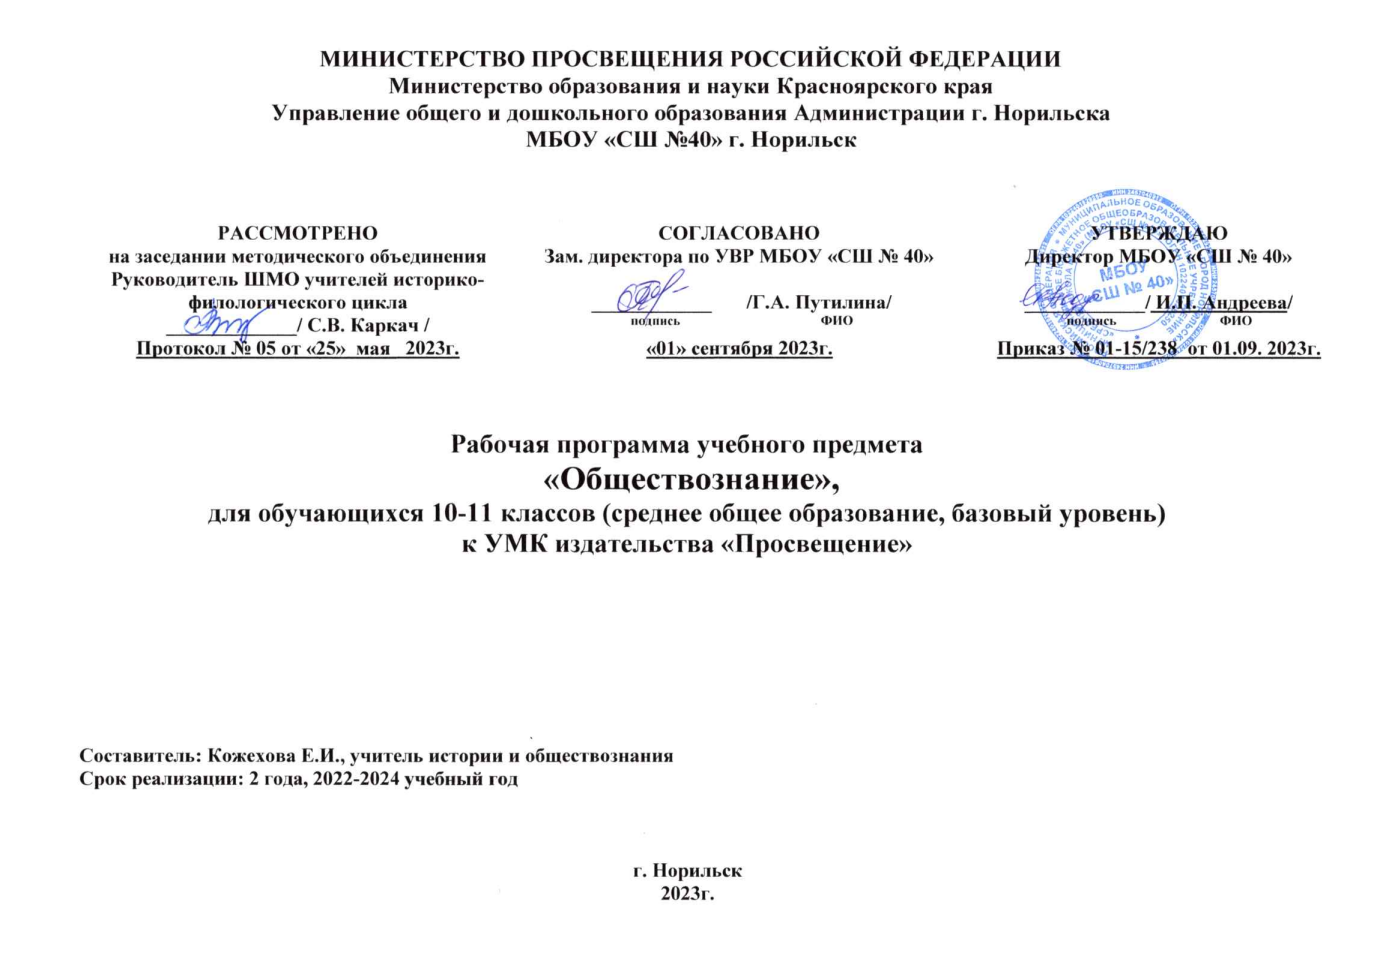 МИНИСТЕРСТВО ПРОСВЕЩЕНИЯ РОССИЙСКОЙ ФЕДЕРАЦИИ
Министерство образования и науки Красноярского края
Управление общего и дошкольного образования Администрации г. Норильска
МБОУ «СШ №40» г. Норильск
РАССМОТРЕНО
на заседании методического объединения
Руководитель ШМО учителей историко-
филологического цикла
/ С.В. Каркач /
Протокол № 05 от «25» мая 2023г.
СОГЛАСОВАНО
Зам. директора по УВР МБОУ «СШ № 40»
/Г.А. Путилина/
подпись ФИО
«01» сентября 2023г.
УТВЕРЖДАЮ
Директор МБОУ «СШ № 40»
/ И.П. Андреева/
подпись ФИО
Приказ № 01-15/238 от 01.09. 2023г.
МБОУ
«СШ № 40»
Рабочая программа учебного предмета
«Обществознание»,
для обучающихся 10-11 классов (среднее общее образование, базовый уровень)
к УМК издательства «Просвещение»
Составитель: Кожехова Е.И., учитель истории и обществознания
Срок реализации: 2 года, 2022-2024 учебный год
г. Норильск
2023г.